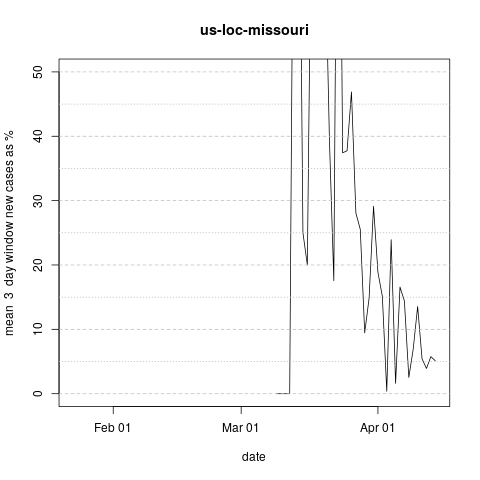 us-loc-missouri
mean 3 day window new cases as %
50
40
30
20
10
0
Feb 01
Mar 01
Apr 01
date